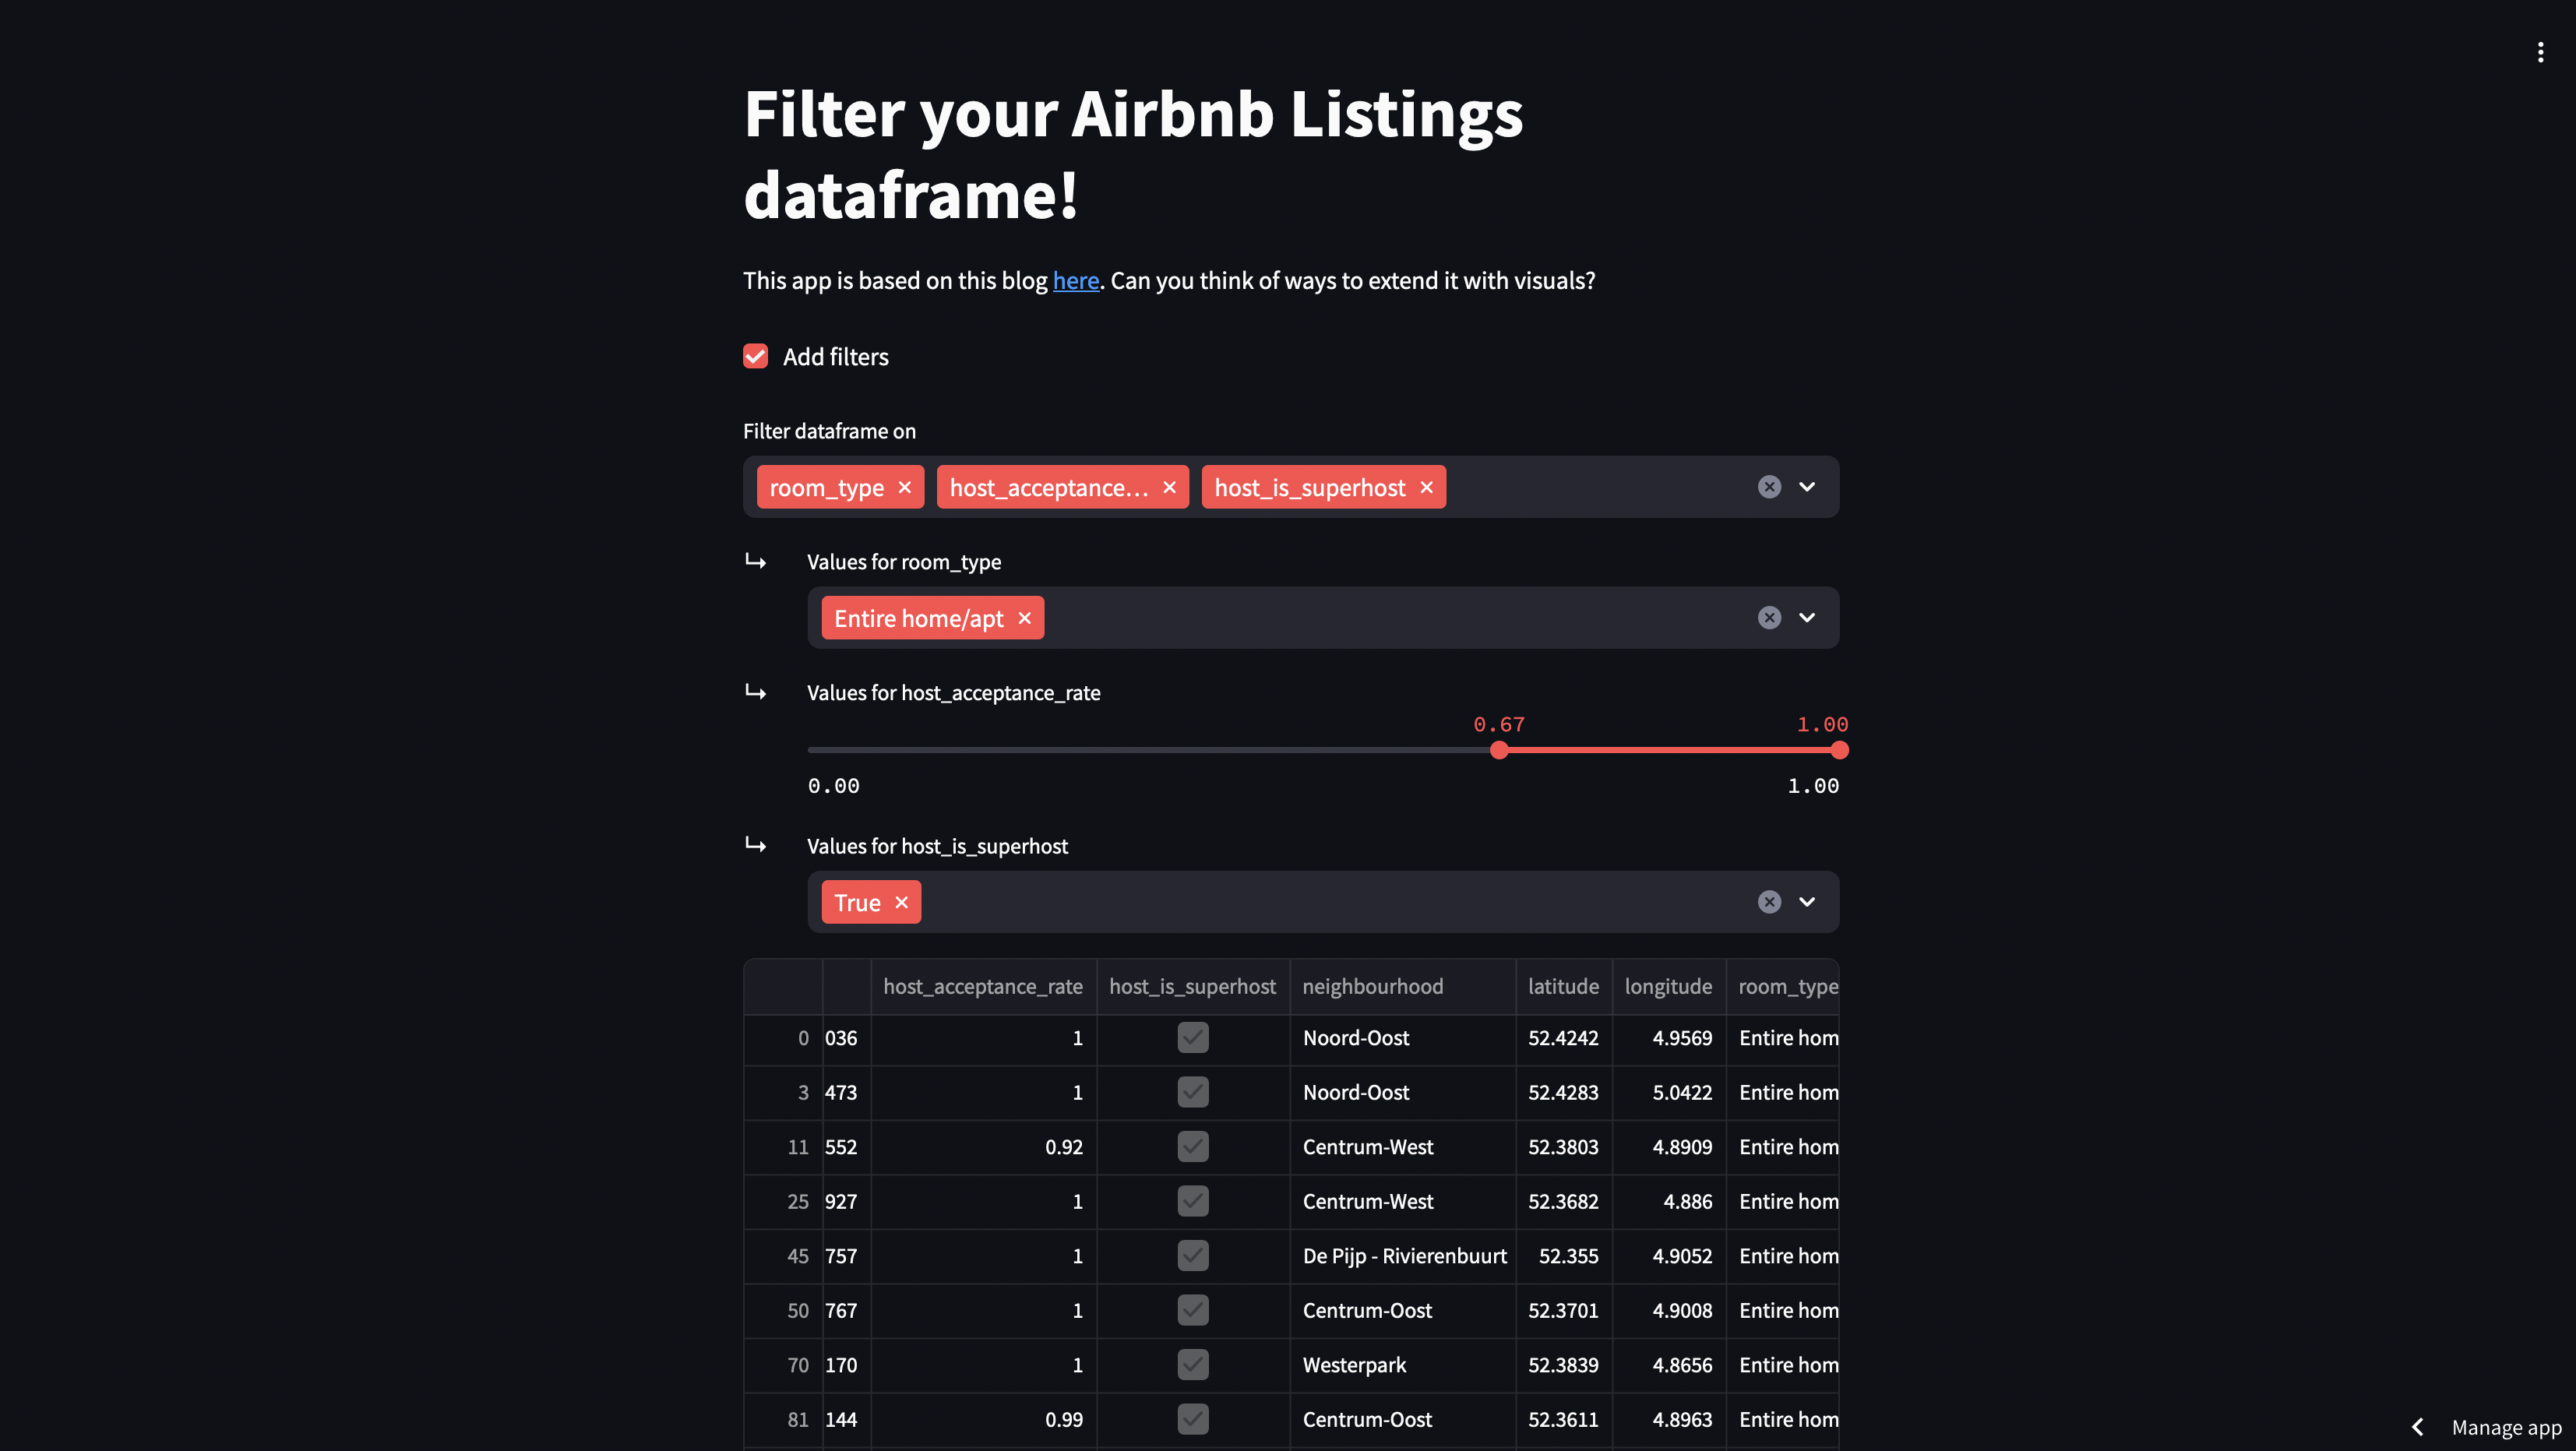 Filter your Airbnb Listings
dataframe!
This app is based on this blog here. Can you think of ways to extend it with visuals?
Add filters
Filter dataframe on
room_type host_acceptance... host_is_superhost
Values for room_type
Entire home/apt
Values for host_acceptance_rate
0.67 1.00
0.00 1.00
Values for host_is_superhost
True
host_acceptance_rate host_is_superhost neighbourhood latitude longitude room_type
0 036 1 Noord-Oost 52.4242 4.9569 Entire hom
3 473 1 Noord-Oost 52.4283 5.0422 Entire hom
11 552 0.92 Centrum-West 52.3803 4.8909 Entire hom
25 927 1 Centrum-West 52.3682 4.886 Entire hom
45 757 1 De Pijp - Rivierenbuurt 52.355 4.9052 Entire hom
50 767 1 Centrum-Oost 52.3701 4.9008 Entire hom
70 170 1 Westerpark 52.3839 4.8656 Entire hom
81 144 0.99 Centrum-Oost 52.3611 4.8963 Entire hom
Manage app